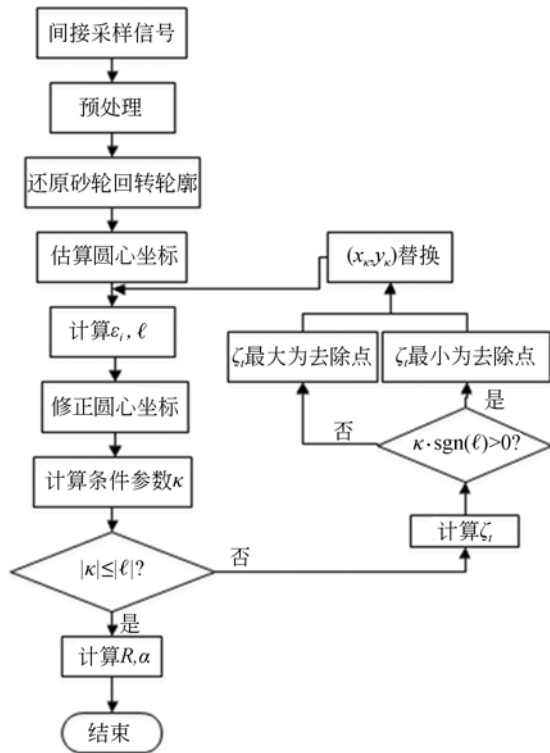 间接采样信号
预处理
还原砂轮回转轮廓
估算圆心坐标
计算εᵢ, ℓ
修正圆心坐标
计算条件参数κ
|κ|≤|ℓ|?
是
计算R,α
结束
否
计算ζₜ
κ·sgn(ℓ)>0?
否
是
ζₜ最大为去除点
ζₜ最小为去除点
(xκ,yκ)替换